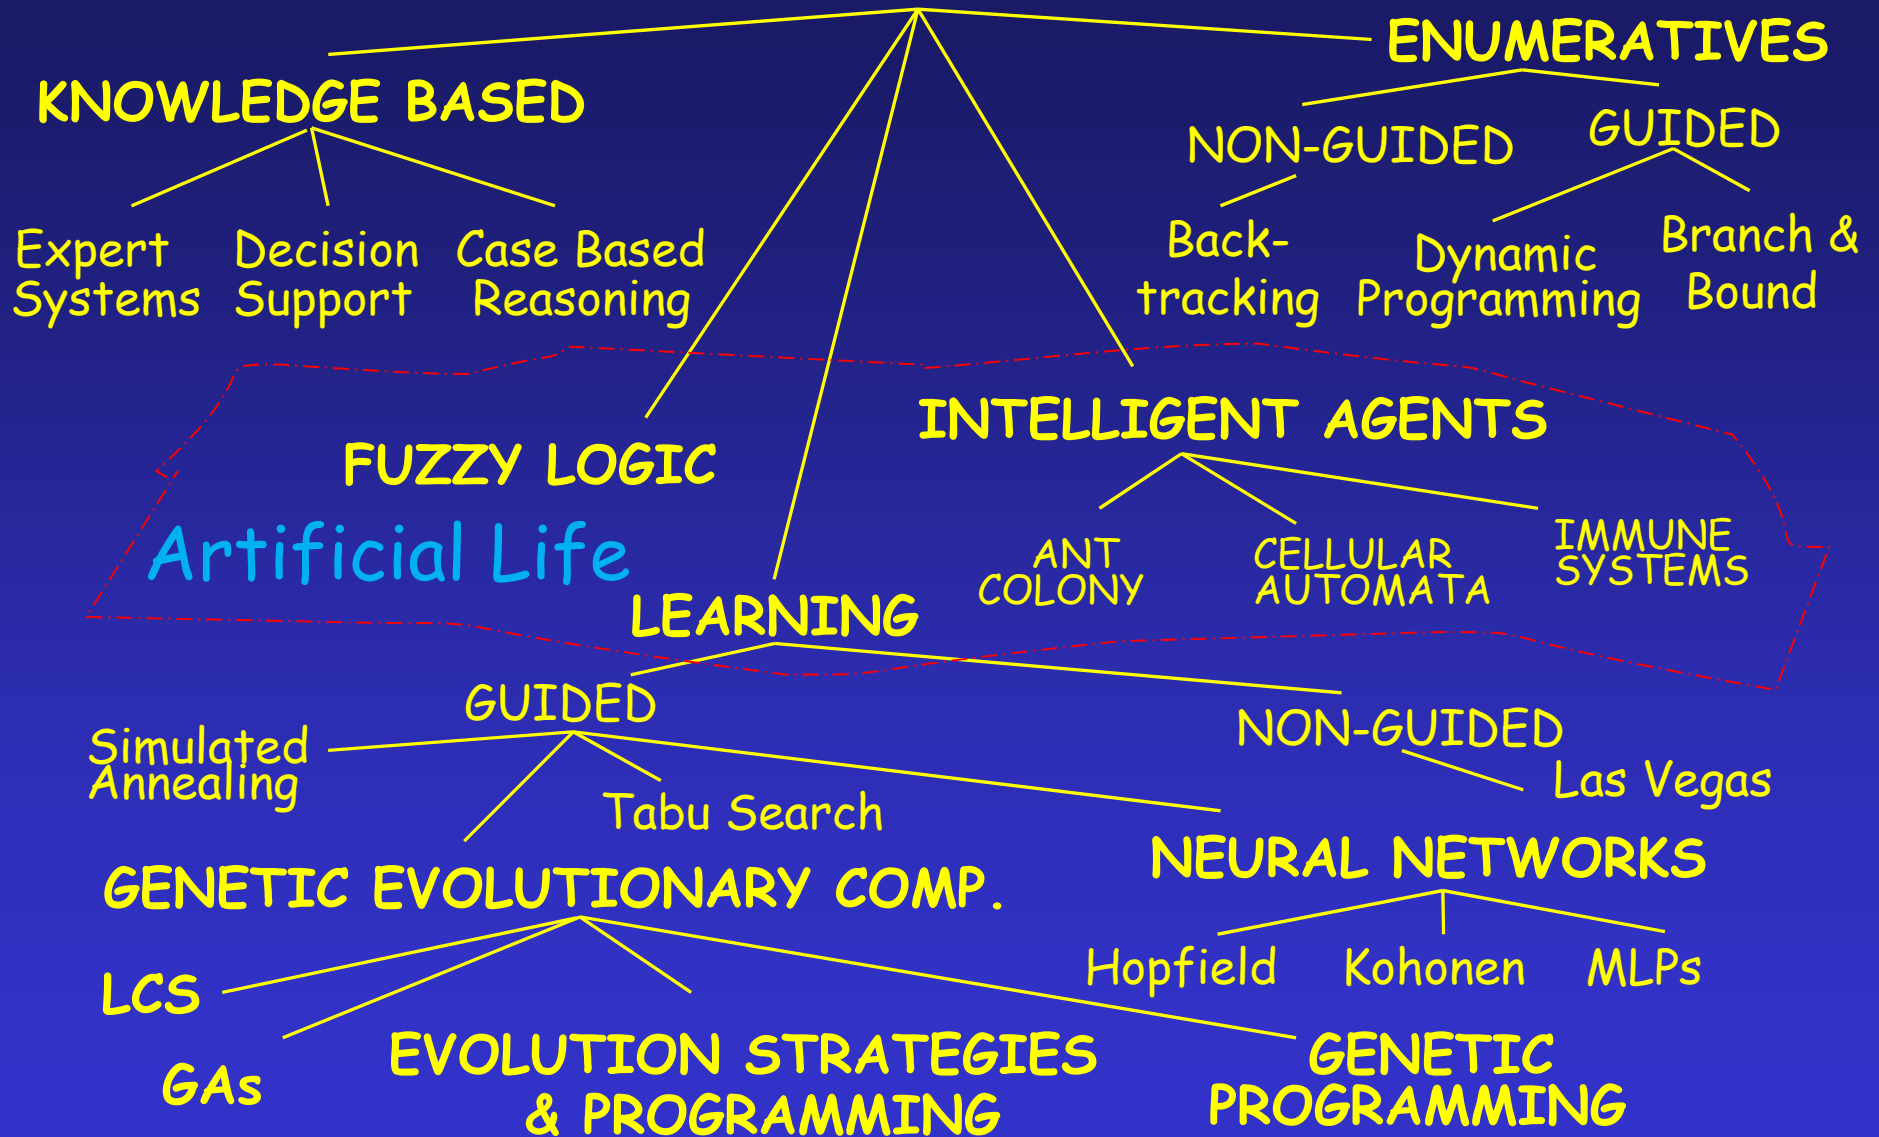 ENUMERATIVES
KNOWLEDGE BASED
NON-GUIDED
GUIDED
Expert
Systems
Decision
Support
Case Based
Reasoning
Back-
tracking
Dynamic
Programming
Branch &
Bound
INTELLIGENT AGENTS
FUZZY LOGIC
Artificial Life
ANT
COLONY
CELLULAR
AUTOMATA
IMMUNE
SYSTEMS
LEARNING
GUIDED
NON-GUIDED
Simulated
Annealing
Tabu Search
Las Vegas
NEURAL NETWORKS
GENETIC EVOLUTIONARY COMP.
Hopfield
Kohonen
MLPs
LCS
GAs
EVOLUTION STRATEGIES
& PROGRAMMING
GENETIC
PROGRAMMING